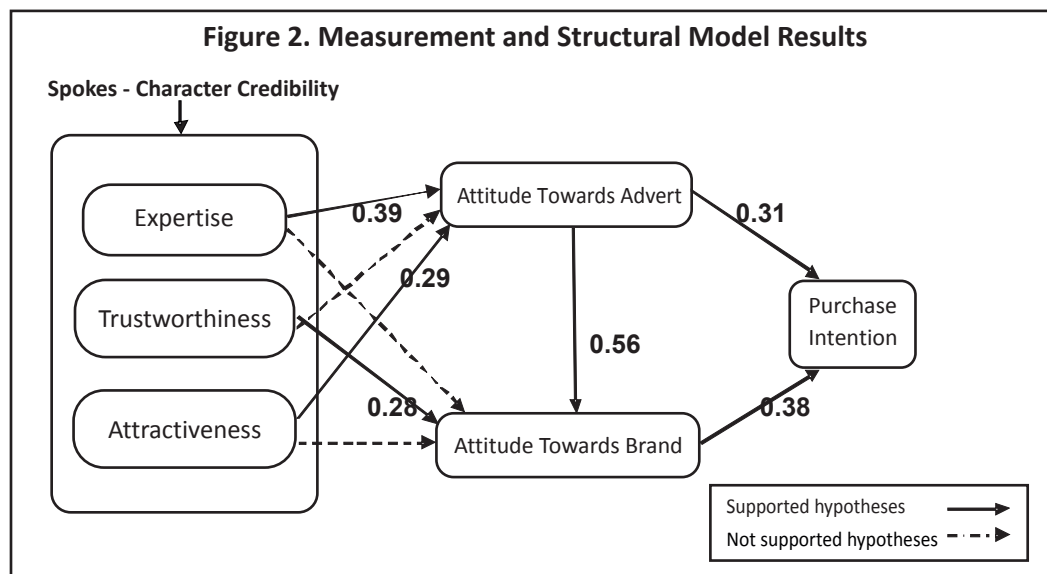 Figure 2. Measurement and Structural Model Results
Spokes - Character Credibility
Expertise
Trustworthiness
Attractiveness
0.39
0.29
0.28
Attitude Towards Advert
0.56
Attitude Towards Brand
0.31
0.38
Purchase
Intention
Supported hypotheses
Not supported hypotheses